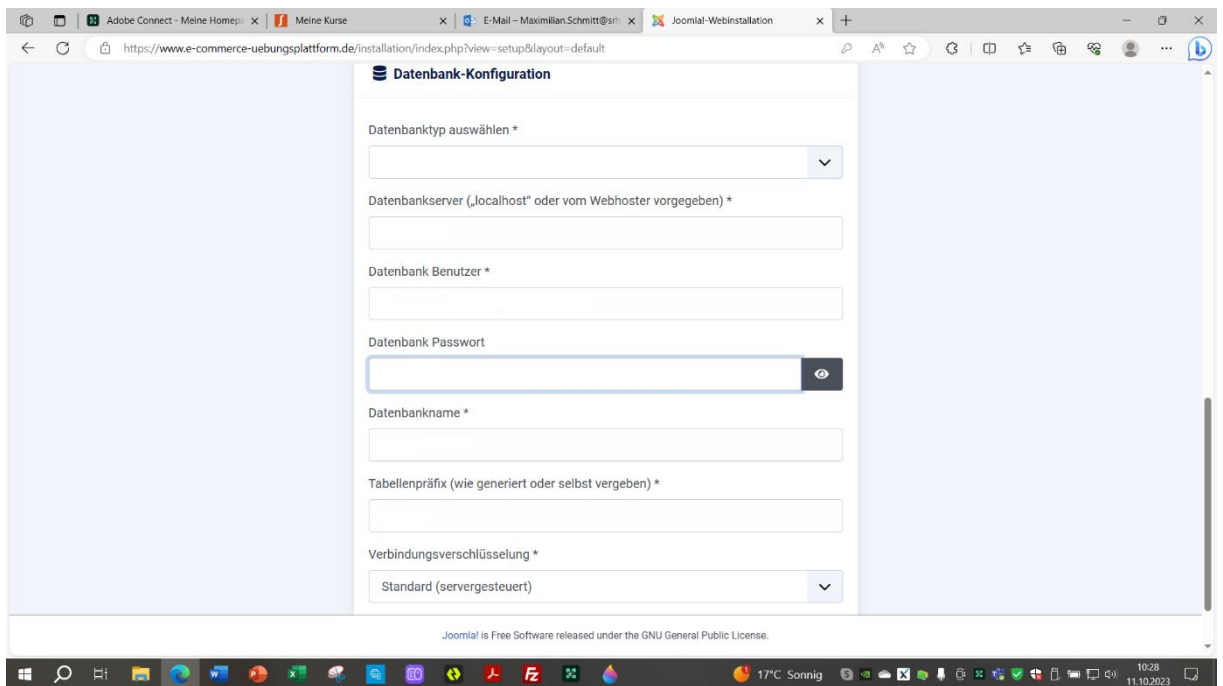 Adobe Connect - Meine Homep
Meine Kurse
E-Mail – Maximilian.Schmitt@srh
Joomla!-Webinstallation
https://www.e-commerce-uebungsplattform.de/installation/index.php?view=setup&layout=default
Datenbank-Konfiguration
Datenbanktyp auswählen *
Datenbankserver („localhost“ oder vom Webhoster vorgegeben) *
Datenbank Benutzer *
Datenbank Passwort
Datenbankname *
Tabellenpräfix (wie generiert oder selbst vergeben) *
Verbindungsverschlüsselung *
Standard (servergesteuert)
Joomla! is Free Software released under the GNU General Public License.
17°C Sonnig
10:28
11.10.2023